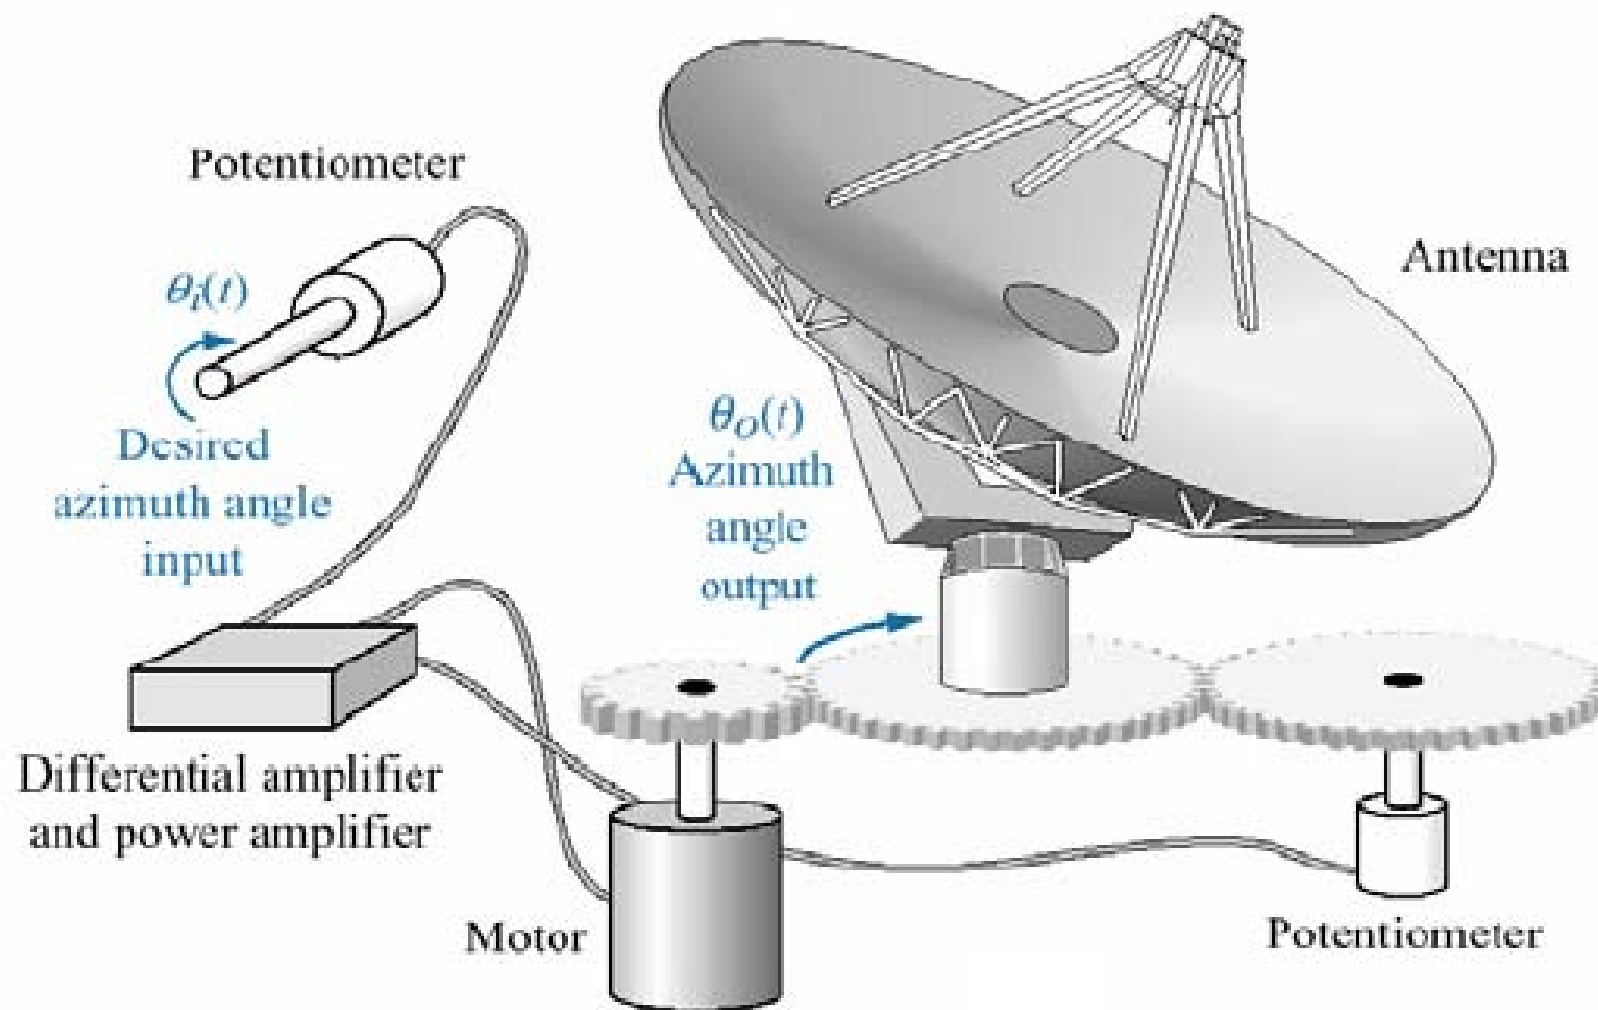 Potentiometer
θi(t)
Desired
azimuth angle
input
Antenna
θO(t)
Azimuth
angle
output
Differential amplifier
and power amplifier
Motor
Potentiometer